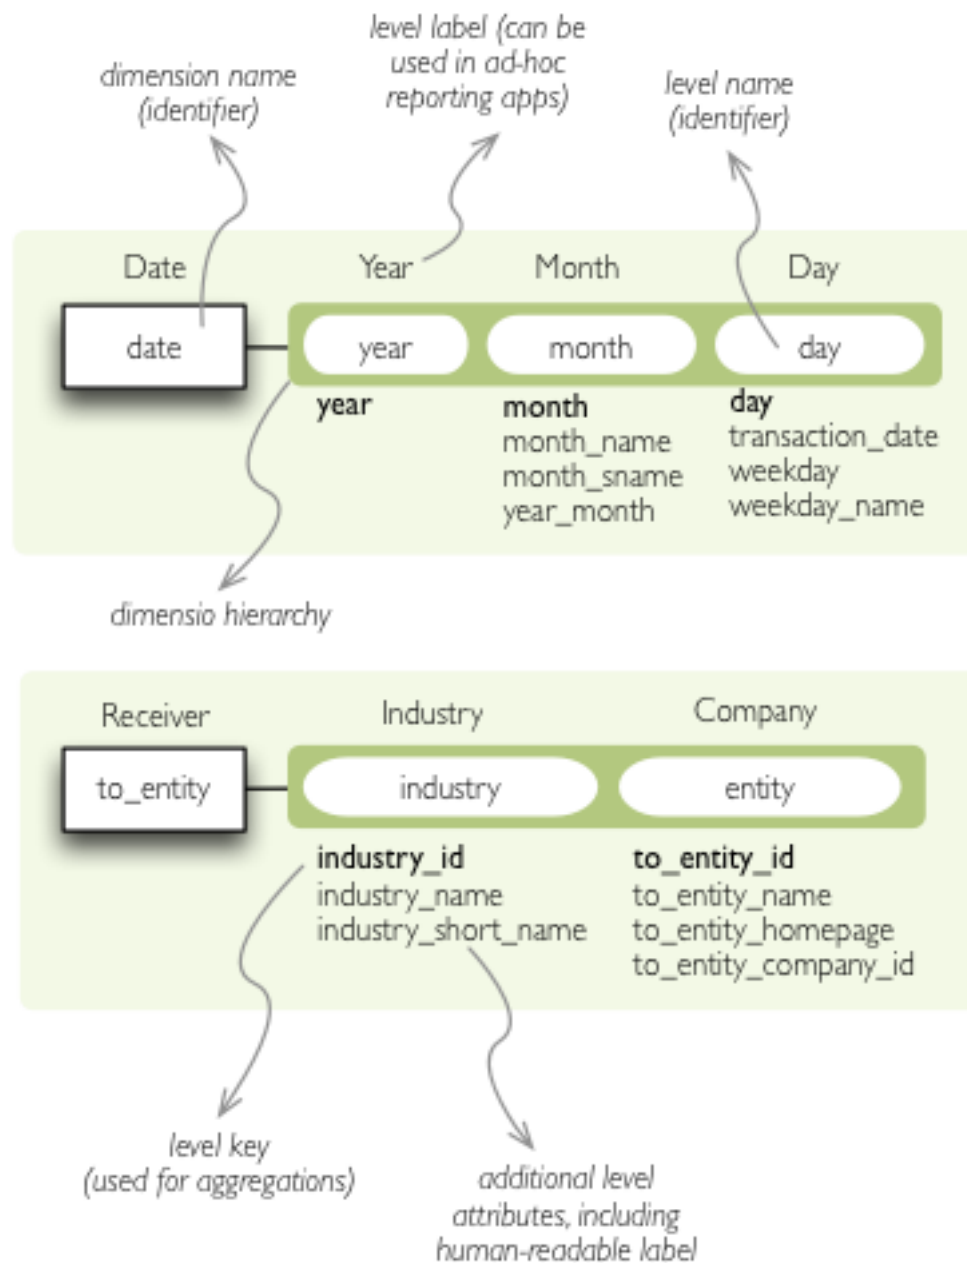 level label (can be
used in ad-hoc
reporting apps)
dimension name
(identifier)
level name
(identifier)
Date
Year
Month
Day
date
year
month
day
year
month
month_name
month_sname
year_month
day
transaction_date
weekday
weekday_name
dimensio hierarchy
Receiver
Industry
Company
to_entity
industry
entity
industry_id
industry_name
industry_short_name
to_entity_id
to_entity_name
to_entity_homepage
to_entity_company_id
level key
(used for aggregations)
additional level
attributes, including
human-readable label